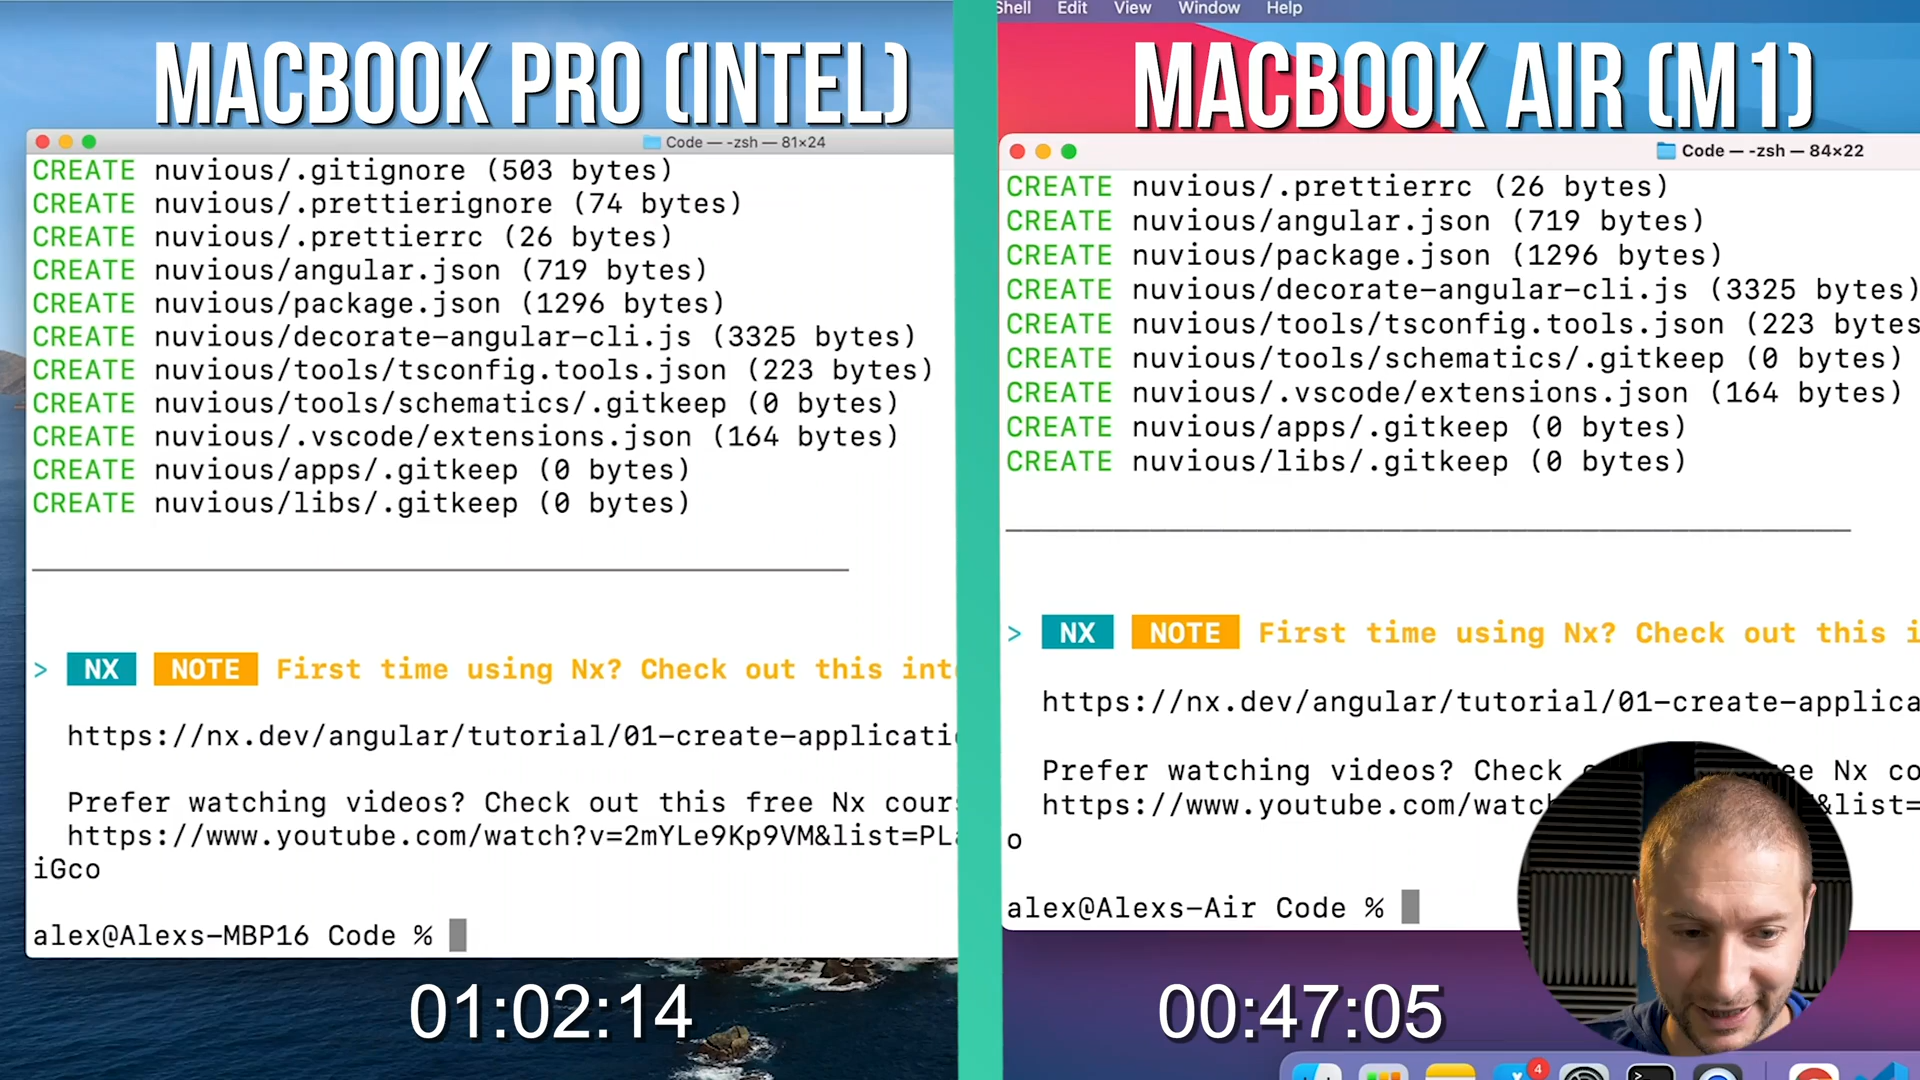 Shell Edit View Window Help
MACBOOK PRO (INTEL)
MACBOOK AIR (M1)
Code — -zsh — 81×24
CREATE nuvious/.gitignore (503 bytes)
CREATE nuvious/.prettierignore (74 bytes)
CREATE nuvious/.prettierrc (26 bytes)
CREATE nuvious/angular.json (719 bytes)
CREATE nuvious/package.json (1296 bytes)
CREATE nuvious/decorate-angular-cli.js (3325 bytes)
CREATE nuvious/tools/tsconfig.tools.json (223 bytes)
CREATE nuvious/tools/schematics/.gitkeep (0 bytes)
CREATE nuvious/.vscode/extensions.json (164 bytes)
CREATE nuvious/apps/.gitkeep (0 bytes)
CREATE nuvious/libs/.gitkeep (0 bytes)
> NX NOTE First time using Nx? Check out this int
https://nx.dev/angular/tutorial/01-create-applicati
Prefer watching videos? Check out this free Nx cour
https://www.youtube.com/watch?v=2mYLe9Kp9VM&list=PL
iGco
alex@Alexs-MBP16 Code %
01:02:14
Code — -zsh — 84×22
CREATE nuvious/.prettierrc (26 bytes)
CREATE nuvious/angular.json (719 bytes)
CREATE nuvious/package.json (1296 bytes)
CREATE nuvious/decorate-angular-cli.js (3325 bytes)
CREATE nuvious/tools/tsconfig.tools.json (223 bytes
CREATE nuvious/tools/schematics/.gitkeep (0 bytes)
CREATE nuvious/.vscode/extensions.json (164 bytes)
CREATE nuvious/apps/.gitkeep (0 bytes)
CREATE nuvious/libs/.gitkeep (0 bytes)
> NX NOTE First time using Nx? Check out this i
https://nx.dev/angular/tutorial/01-create-applica
Prefer watching videos? Check ee Nx co
https://www.youtube.com/watc &list=
o
alex@Alexs-Air Code %
00:47:05
4